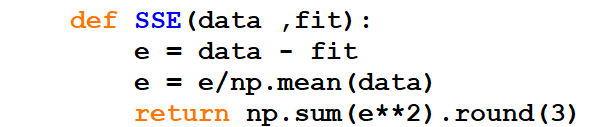 def SSE(data ,fit):
    e = data - fit
    e = e/np.mean(data)
    return np.sum(e**2).round(3)